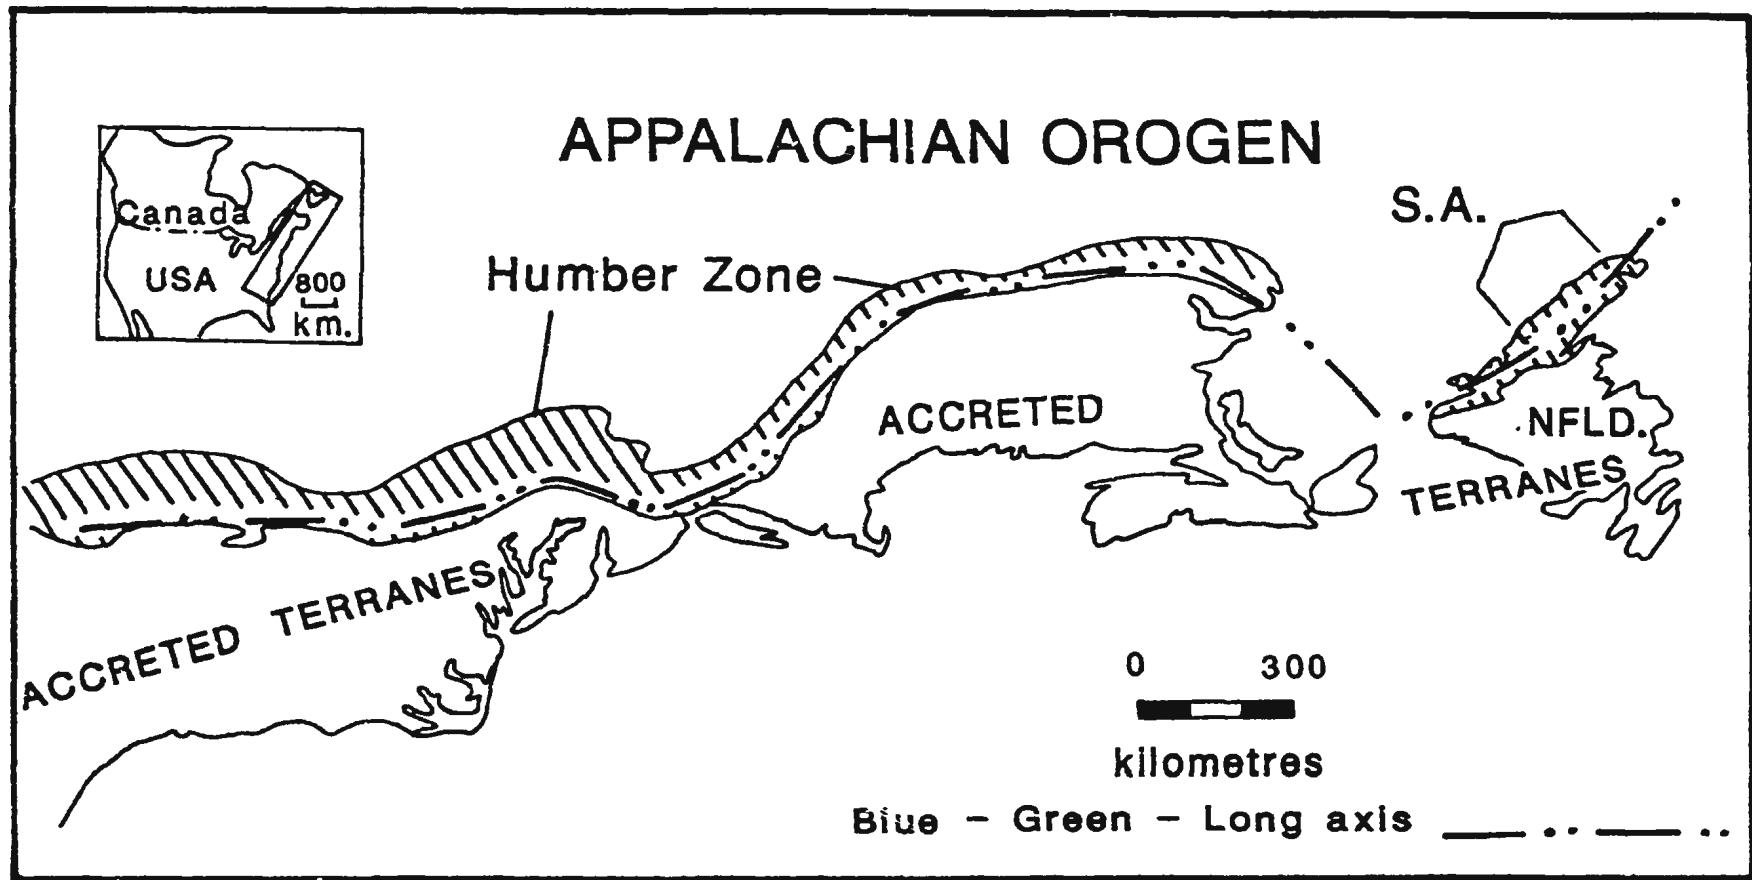 APPALACHIAN OROGEN
Canada
USA
800
km.
Humber Zone
S.A.
ACCRETED
NFLD.
TERRANES
ACCRETED TERRANES
0 300
kilometres
Blue - Green - Long axis